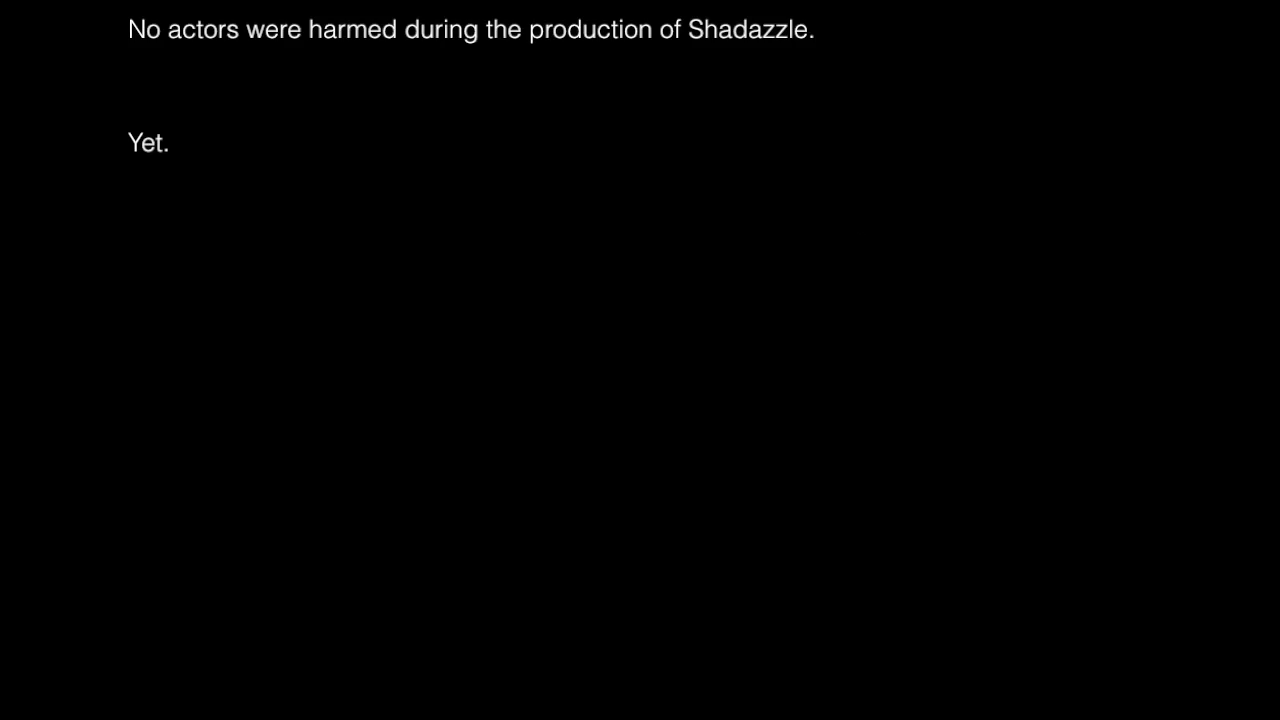 No actors were harmed during the production of Shadazzle.
Yet.